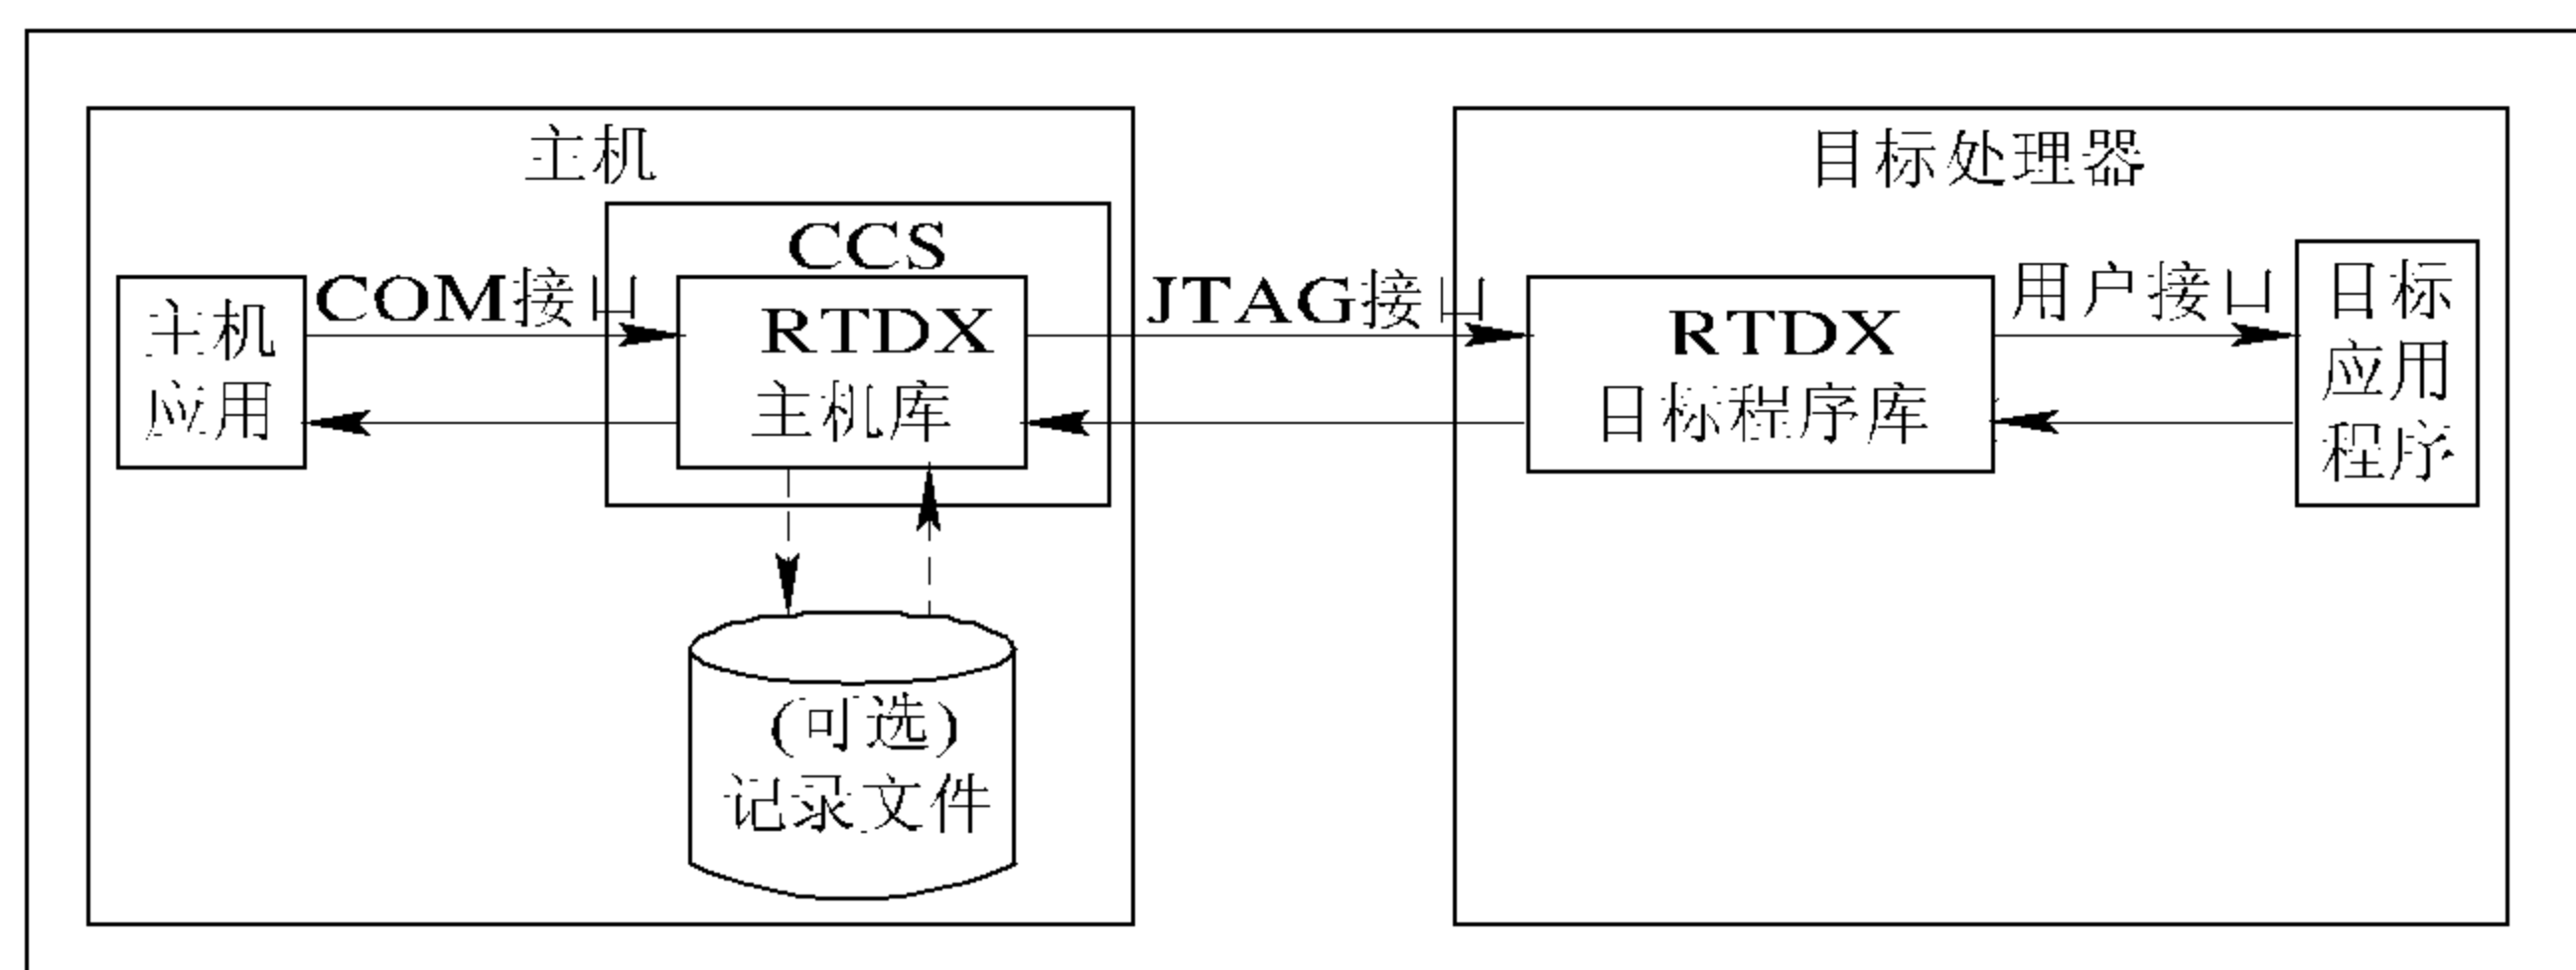 主机
目标处理器
CCS
COM接口
JTAG接口
用户接口
主机
应用
RTDX
主机库
RTDX
目标程序库
目标
应用
程序
(可选)
记录文件